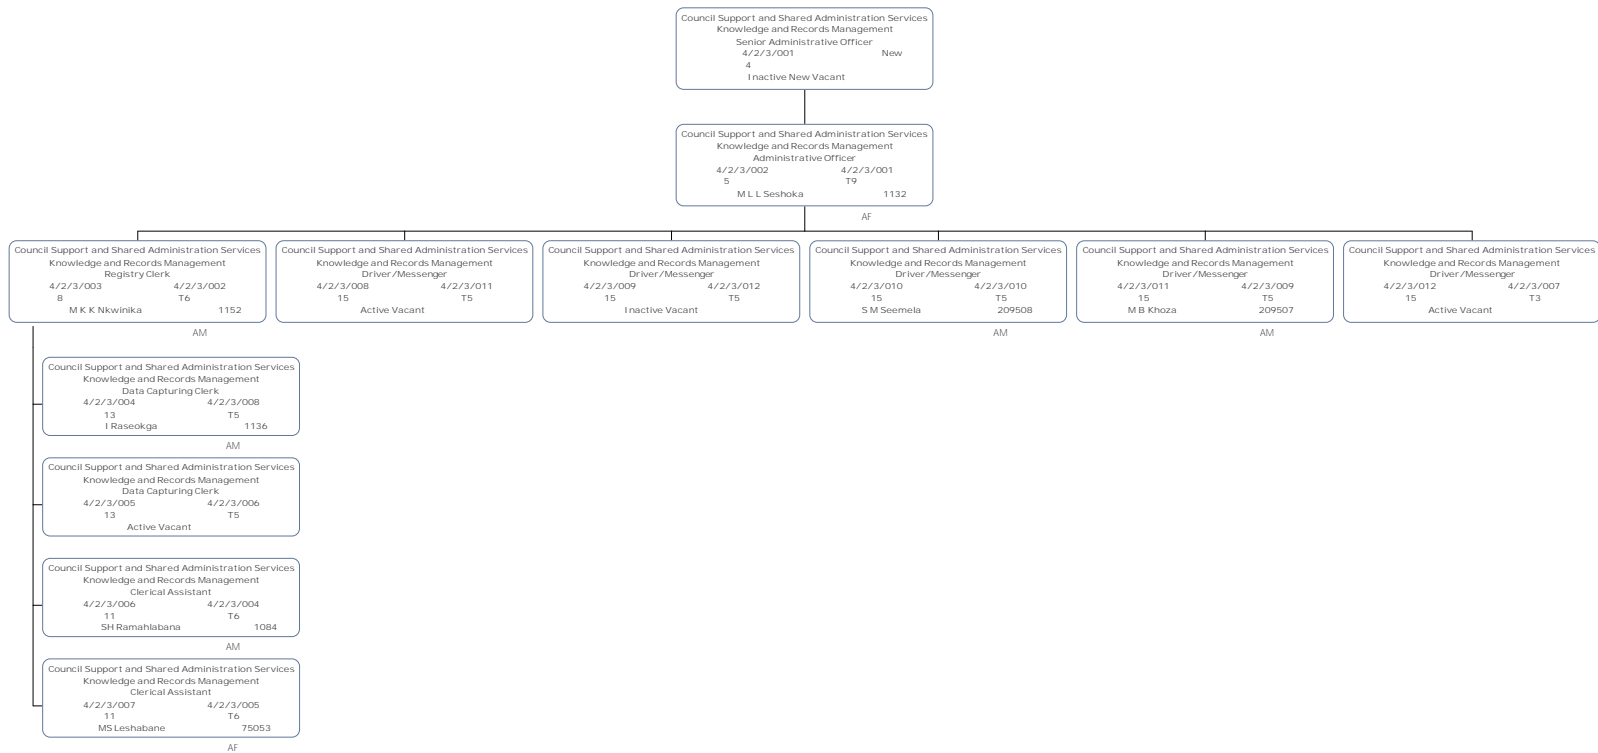 Council Support and Shared Administration Services
Knowledge and Records Management
Senior Administrative Officer
4/2/3/001 New
4
Inactive New Vacant
Council Support and Shared Administration Services
Knowledge and Records Management
Administrative Officer
4/2/3/002 4/2/3/001
5 T9
M L L Seshoka 1132
AF
Council Support and Shared Administration Services
Knowledge and Records Management
Registry Clerk
4/2/3/003 4/2/3/002
8 T6
M K K Nkwinika 1152
AM
Council Support and Shared Administration Services
Knowledge and Records Management
Driver/Messenger
4/2/3/008 4/2/3/011
15 T5
Active Vacant
Council Support and Shared Administration Services
Knowledge and Records Management
Driver/Messenger
4/2/3/009 4/2/3/012
15 T5
Inactive Vacant
Council Support and Shared Administration Services
Knowledge and Records Management
Driver/Messenger
4/2/3/010 4/2/3/010
15 T5
S M Seemela 209508
AM
Council Support and Shared Administration Services
Knowledge and Records Management
Driver/Messenger
4/2/3/011 4/2/3/009
15 T5
M B Khoza 209507
AM
Council Support and Shared Administration Services
Knowledge and Records Management
Driver/Messenger
4/2/3/012 4/2/3/007
15 T3
Active Vacant
Council Support and Shared Administration Services
Knowledge and Records Management
Data Capturing Clerk
4/2/3/004 4/2/3/008
13 T5
I Raseokga 1136
AM
Council Support and Shared Administration Services
Knowledge and Records Management
Data Capturing Clerk
4/2/3/005 4/2/3/006
13 T5
Active Vacant
Council Support and Shared Administration Services
Knowledge and Records Management
Clerical Assistant
4/2/3/006 4/2/3/004
11 T6
SH Ramahlabana 1084
AM
Council Support and Shared Administration Services
Knowledge and Records Management
Clerical Assistant
4/2/3/007 4/2/3/005
11 T6
MS Leshabane 75053
AF